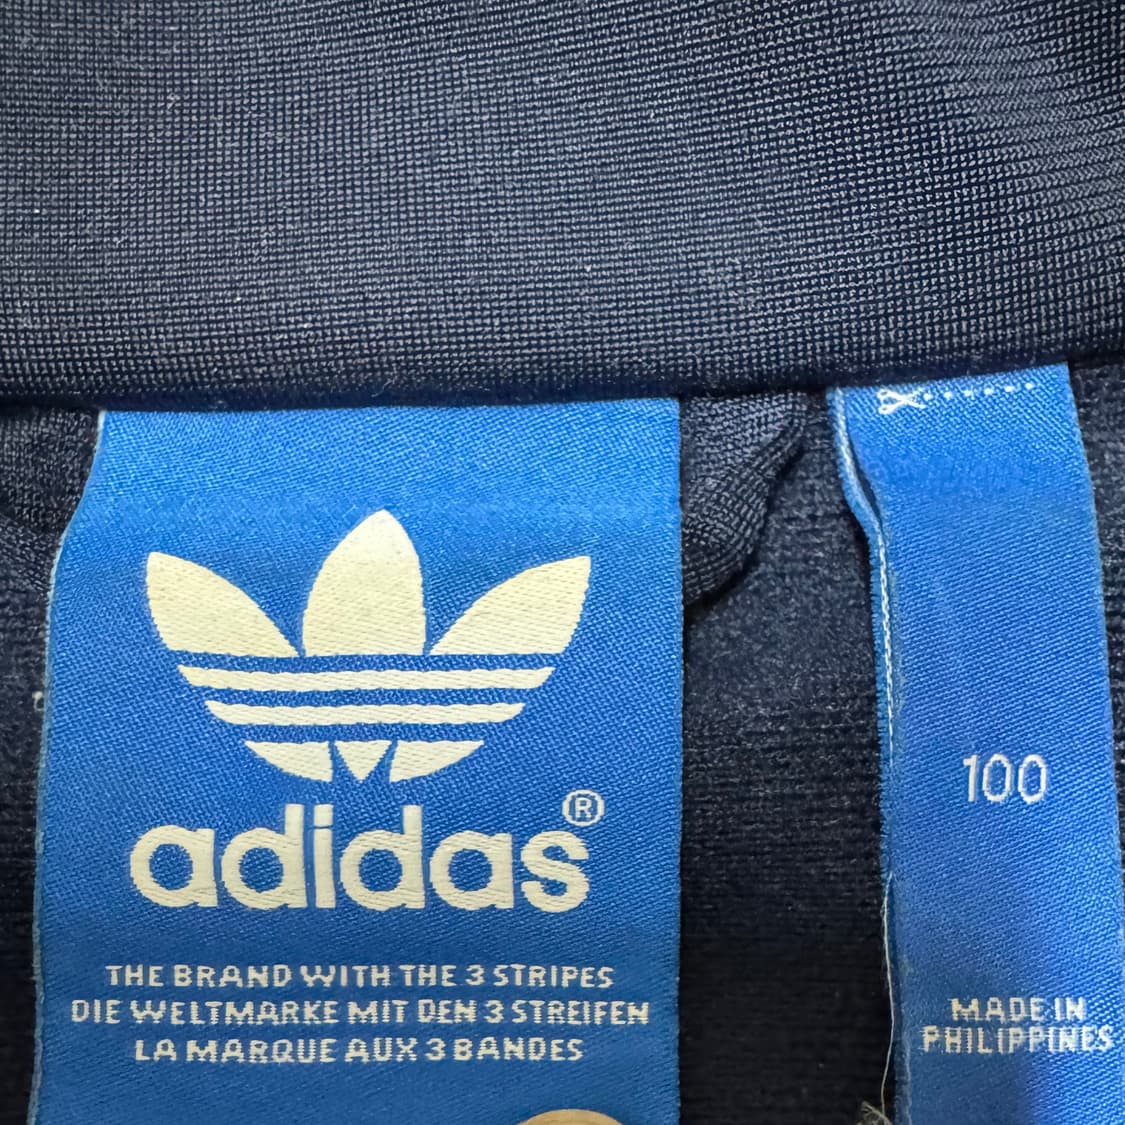 adidas®
THE BRAND WITH THE 3 STRIPES
DIE WELTMARKE MIT DEN 3 STREIFEN
LA MARQUE AUX 3 BANDES
100
MADE IN
PHILIPPINES